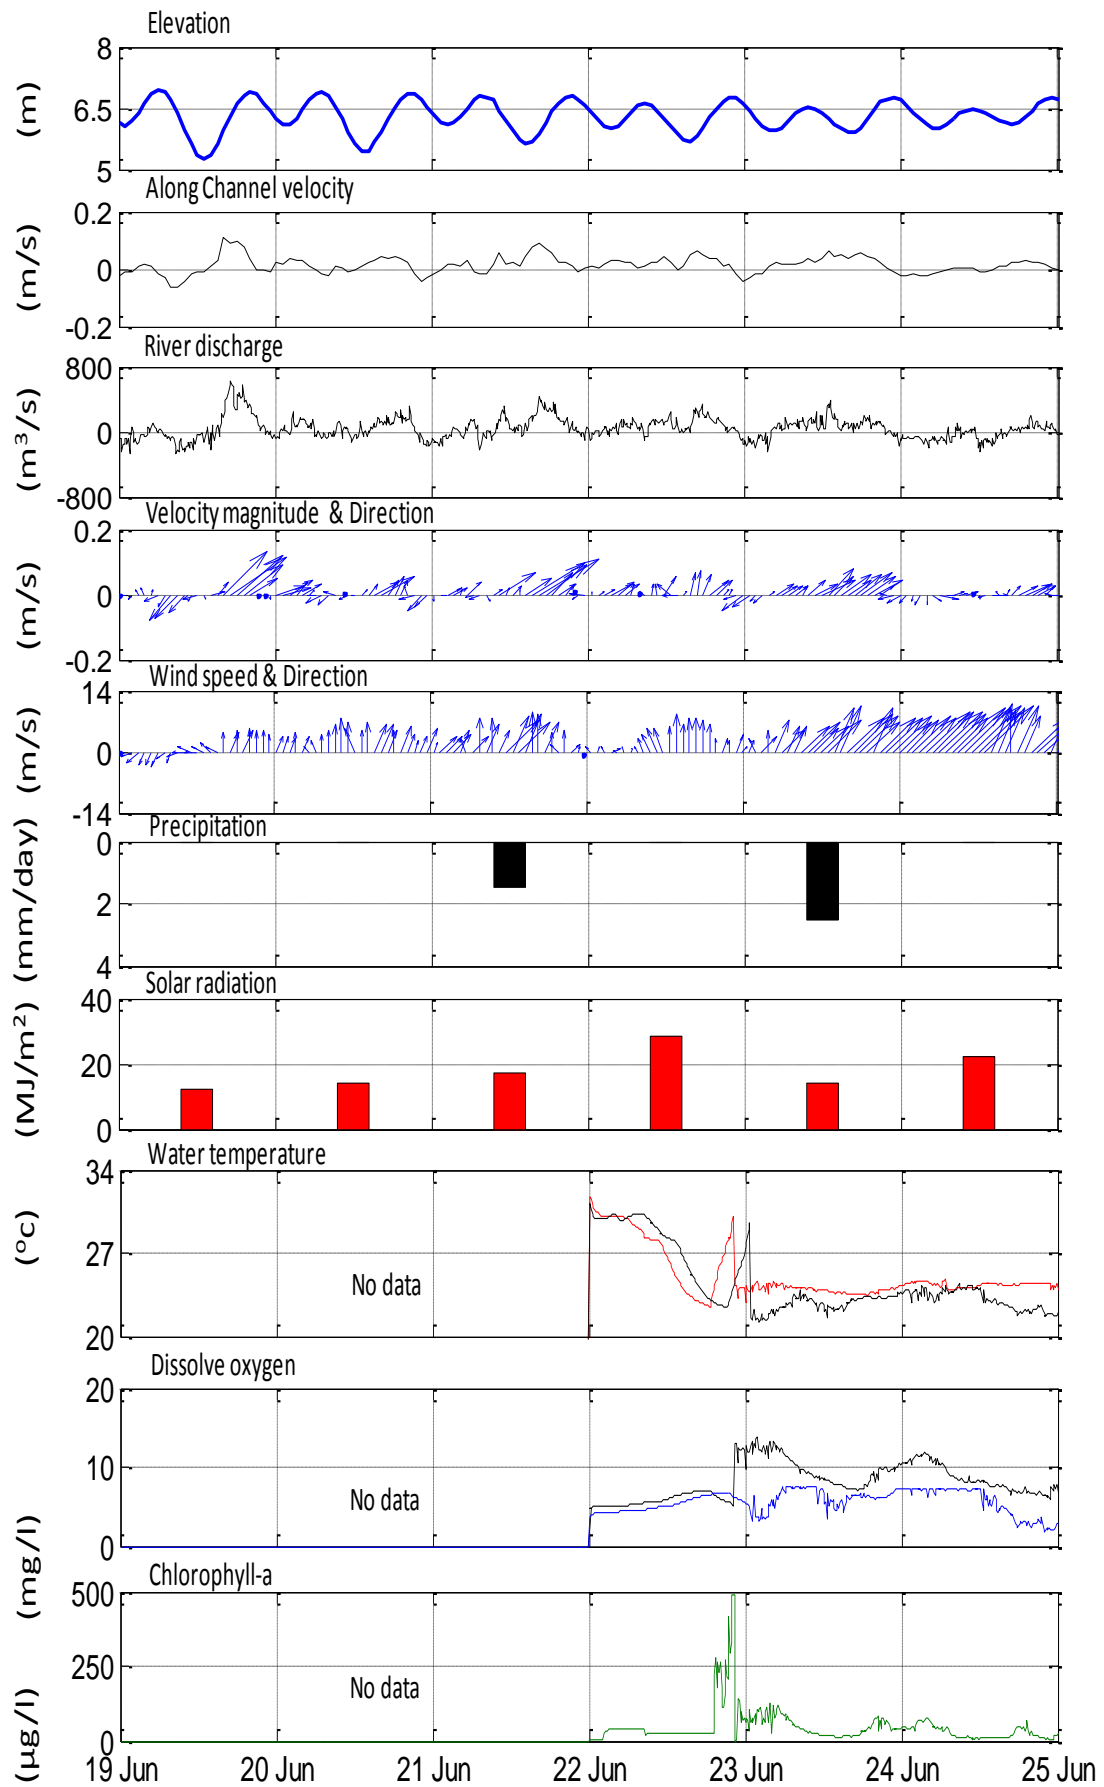 Elevation
8
6.5
5
(m)
Along Channel velocity
0.2
0
-0.2
(m/s)
River discharge
800
0
-800
(m³/s)
Velocity magnitude & Direction
0.2
0
-0.2
(m/s)
Wind speed & Direction
14
0
-14
(m/s)
Precipitation
0
2
4
(mm/day)
Solar radiation
40
20
0
(MJ/m²)
Water temperature
34
27
20
(ºc)
No data
Dissolve oxygen
20
10
0
(mg/l)
No data
Chlorophyll-a
500
250
0
(µg/l)
No data
19 Jun 20 Jun 21 Jun 22 Jun 23 Jun 24 Jun 25 Jun